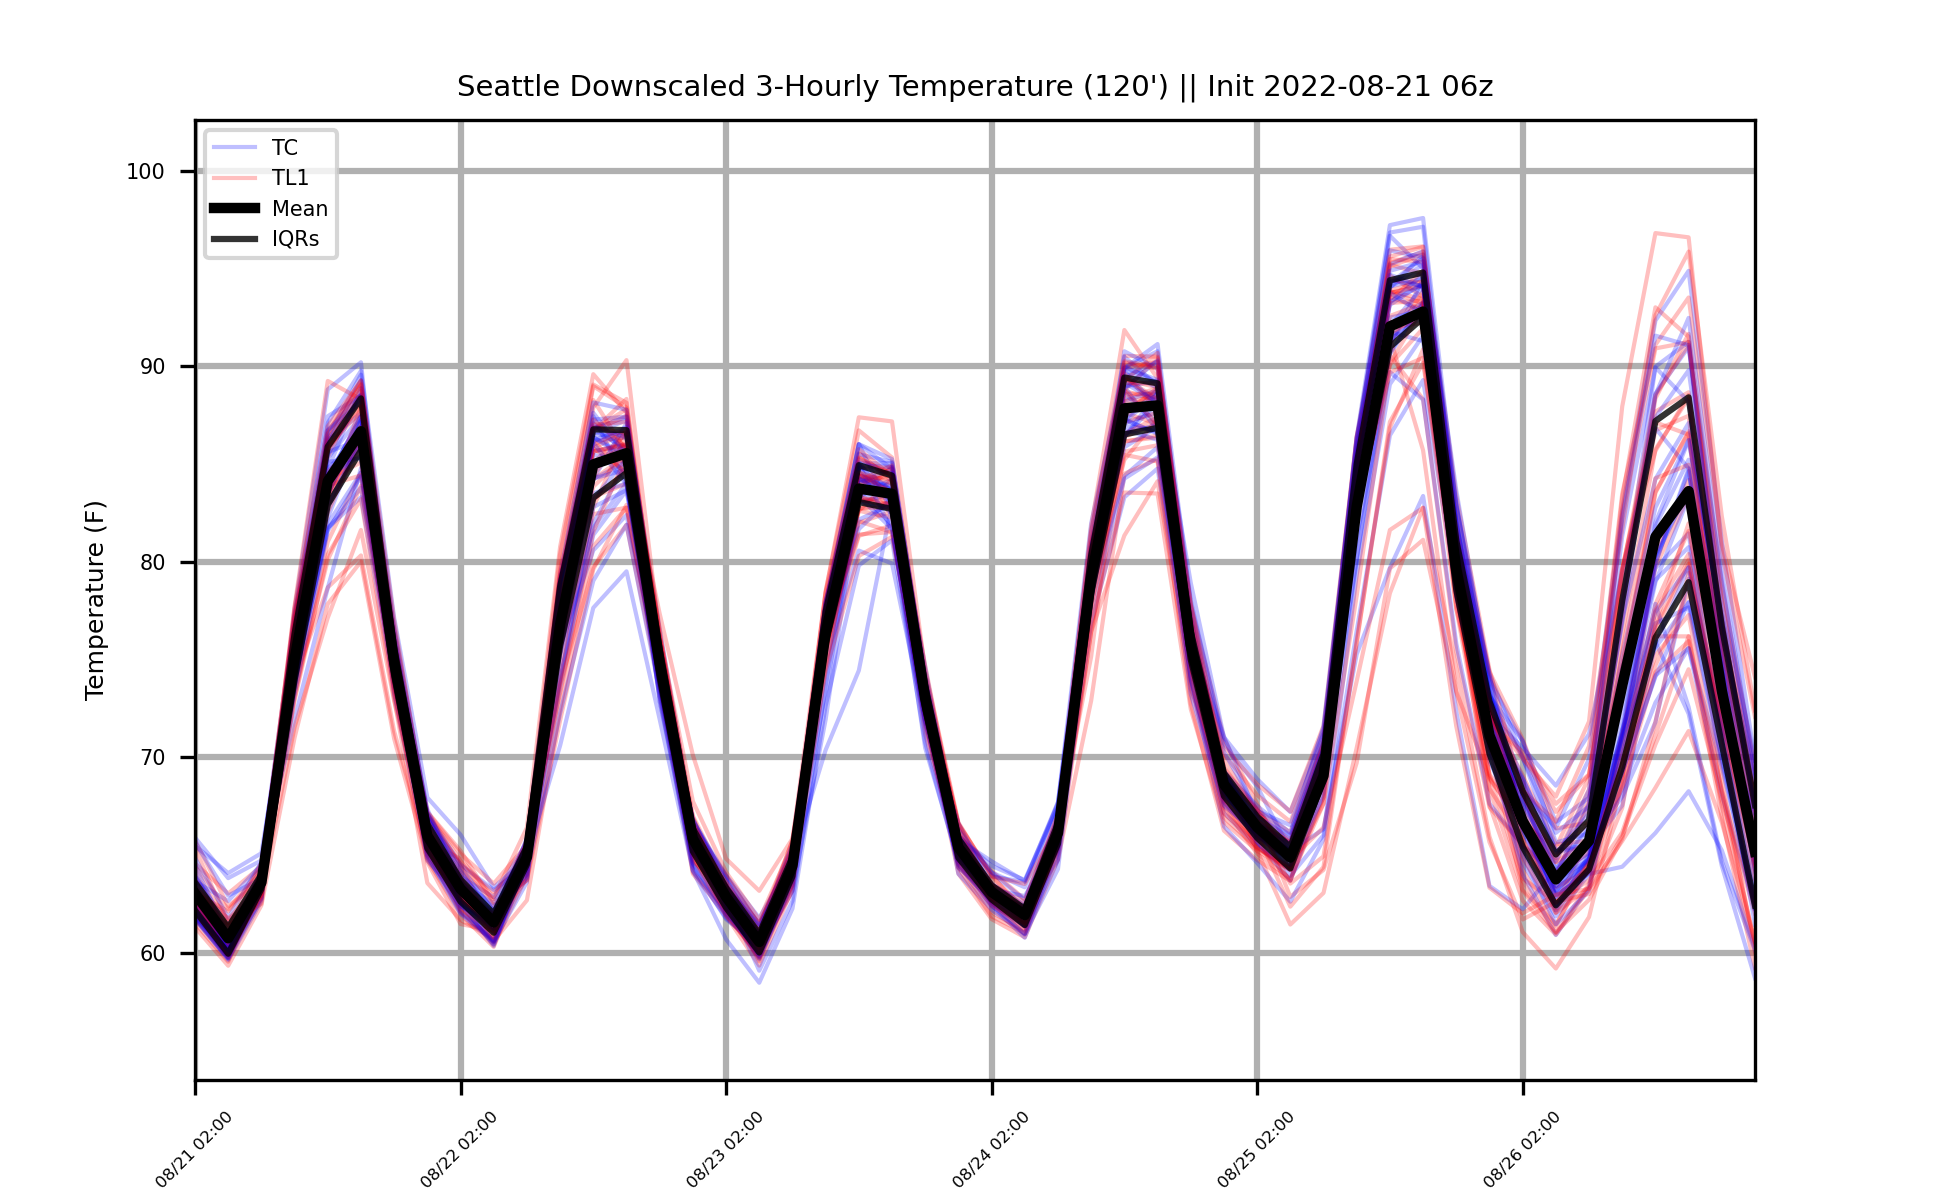 Seattle Downscaled 3-Hourly Temperature (120') || Init 2022-08-21 06z
TC
TL1
Mean
IQRs
Temperature (F)
100
90
80
70
60
08/21 02:00
08/22 02:00
08/23 02:00
08/24 02:00
08/25 02:00
08/26 02:00